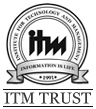 INSTITUTE FOR TECHNOLOGY AND MANAGEMENT
itm
INFORMATION IS LIFE
1991
ITM TRUST